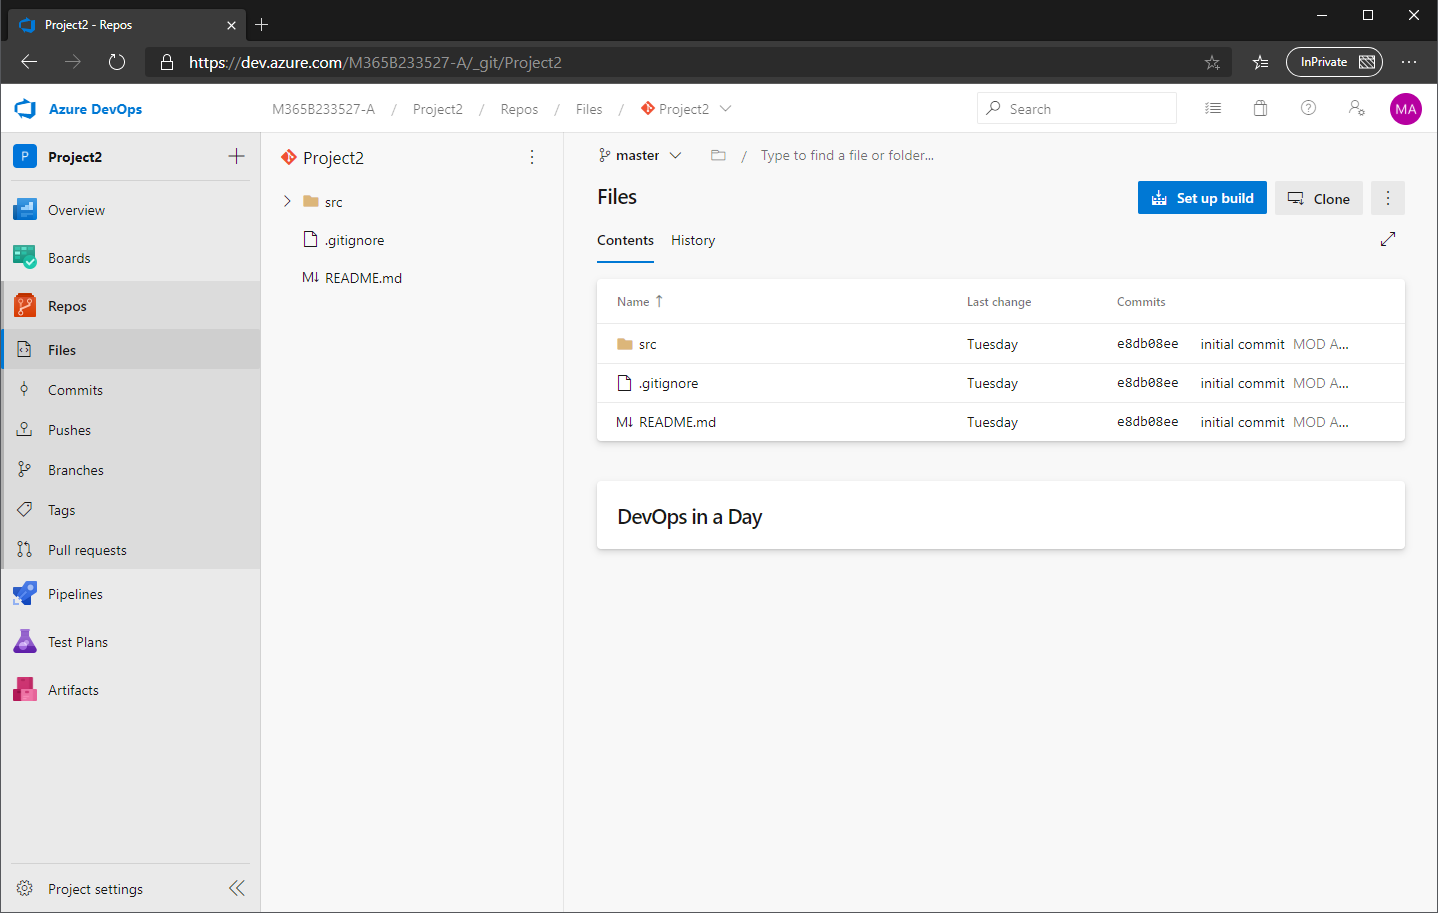 Project2 - Repos
https://dev.azure.com/M365B233527-A/_git/Project2
InPrivate
Azure DevOps
M365B233527-A / Project2 / Repos / Files / Project2
Search
MA
P Project2
Overview
Boards
Repos
Files
Commits
Pushes
Branches
Tags
Pull requests
Pipelines
Test Plans
Artifacts
Project settings
Project2
src
.gitignore
M↓ README.md
master / Type to find a file or folder...
Files
Set up build
Clone
Contents History
Name ↑ Last change Commits
src Tuesday e8db08ee initial commit MOD A...
.gitignore Tuesday e8db08ee initial commit MOD A...
M↓ README.md Tuesday e8db08ee initial commit MOD A...
DevOps in a Day